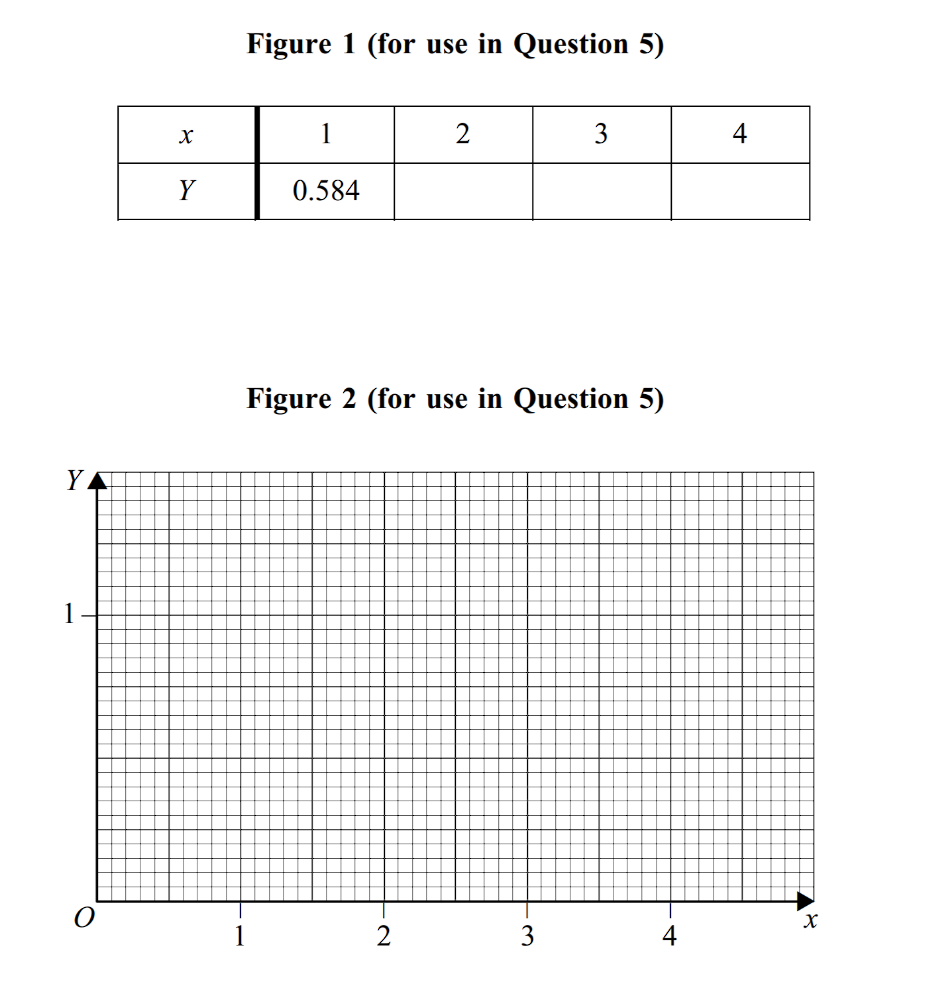 Figure 1 (for use in Question 5)
x 1 2 3 4
Y 0.584
Figure 2 (for use in Question 5)
Y
1
O
1 2 3 4 x